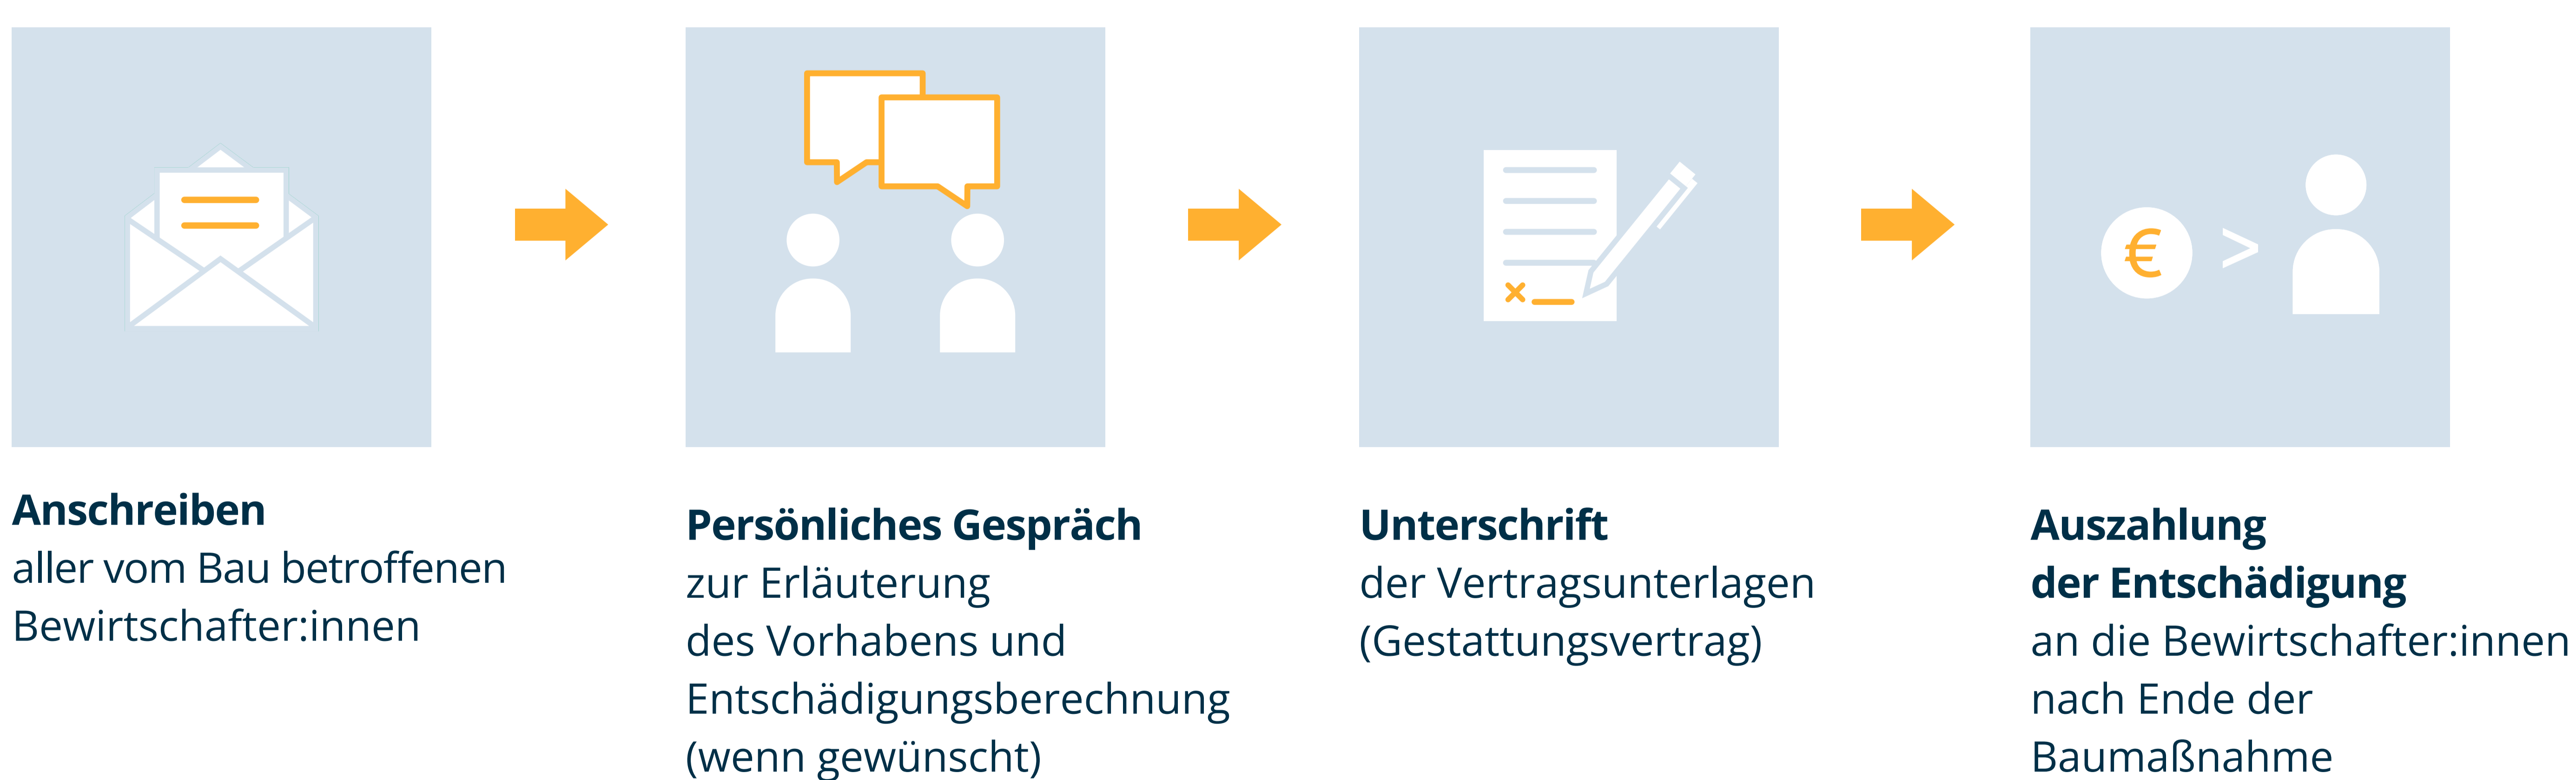 € >
Anschreiben
aller vom Bau betroffenen
Bewirtschafter:innen
Persönliches Gespräch
zur Erläuterung
des Vorhabens und
Entschädigungsberechnung
(wenn gewünscht)
Unterschrift
der Vertragsunterlagen
(Gestattungsvertrag)
Auszahlung
der Entschädigung
an die Bewirtschafter:innen
nach Ende der
Baumaßnahme